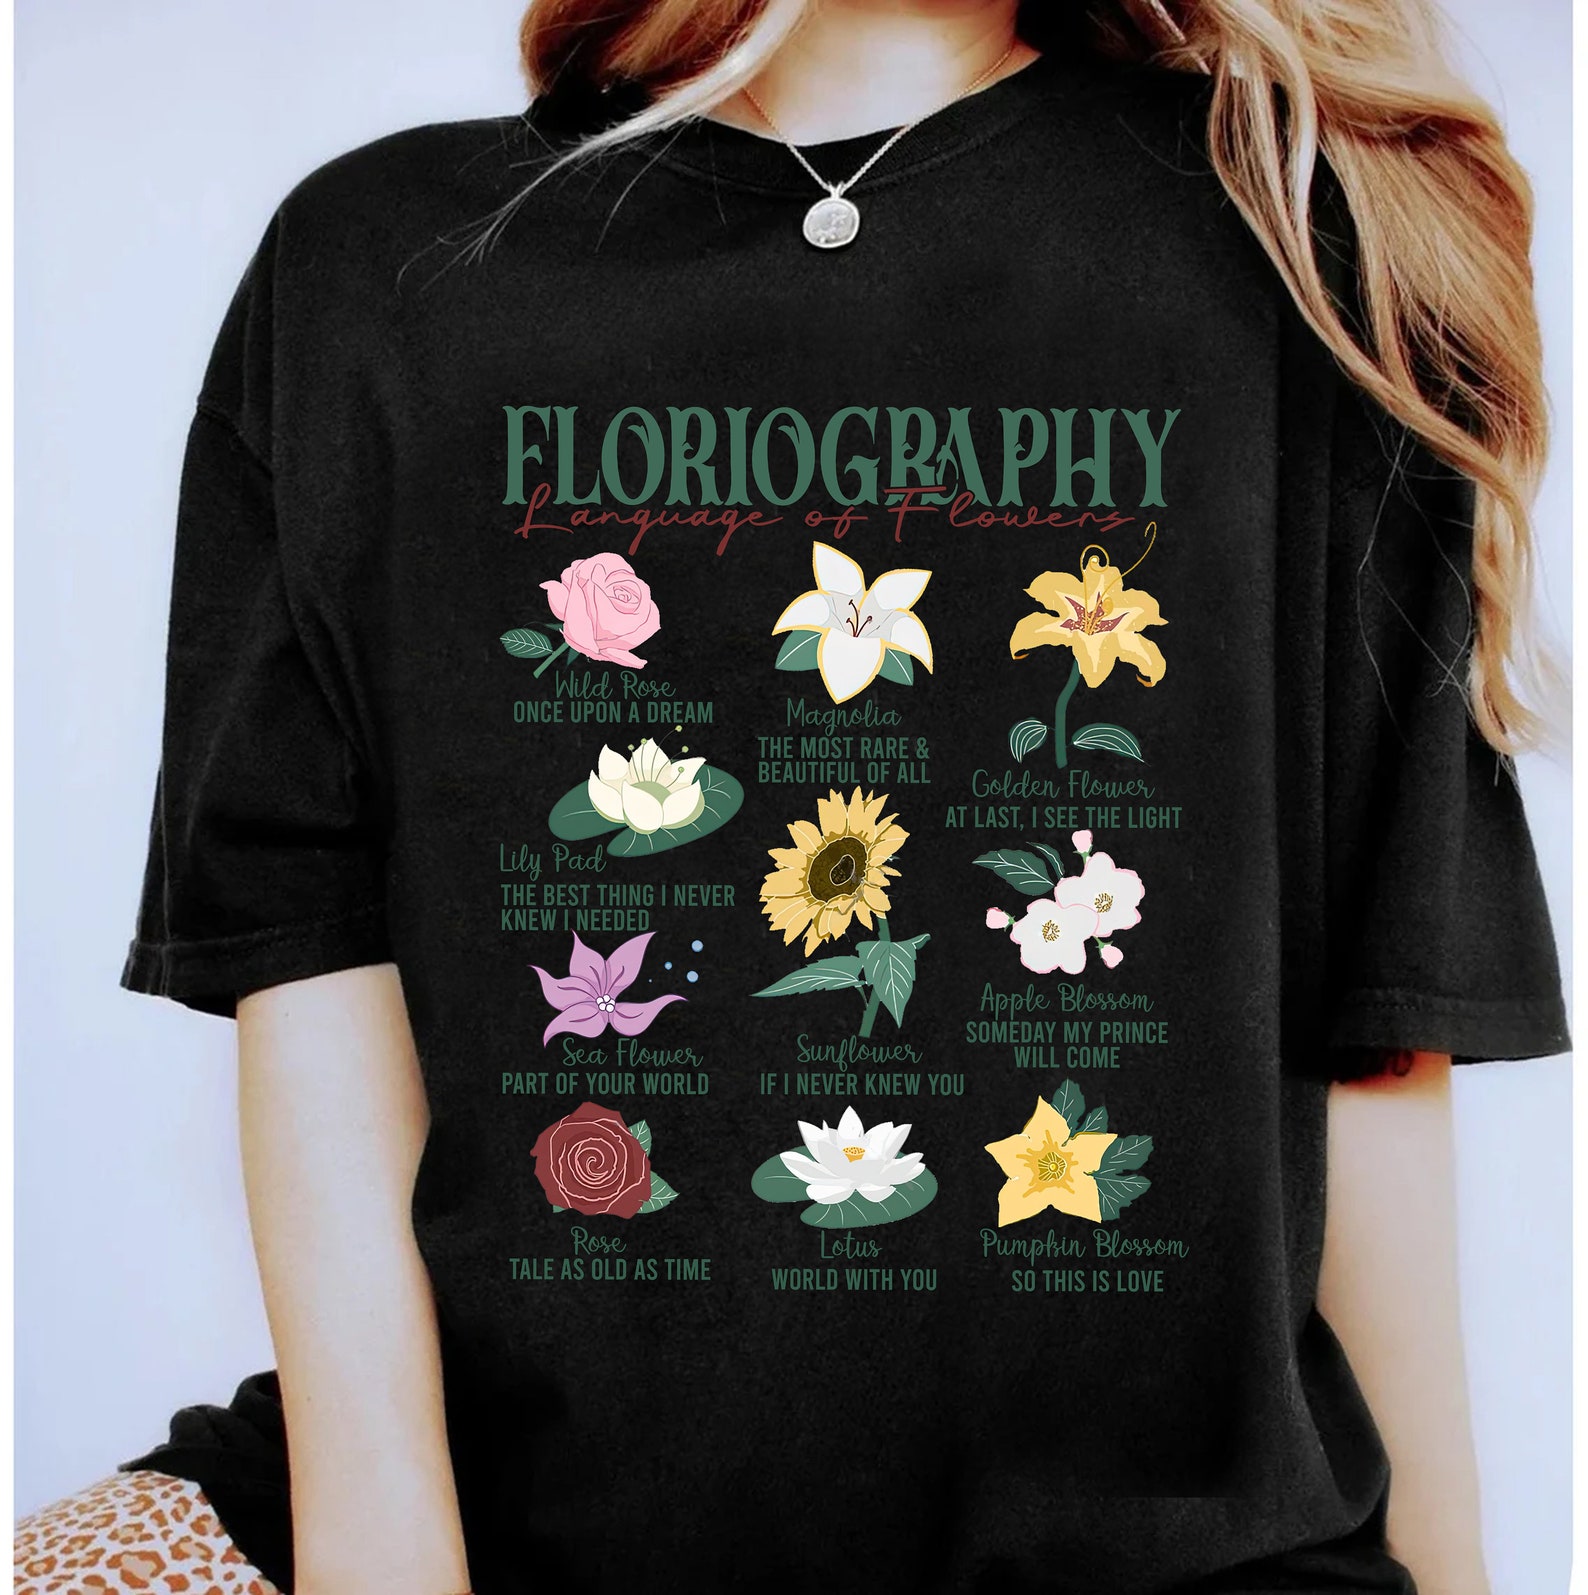 FLORIOGRAPHY
Language of Flowers
Wild Rose
ONCE UPON A DREAM
Magnolia
THE MOST RARE &
BEAUTIFUL OF ALL
Golden Flower
AT LAST, I SEE THE LIGHT
Lily Pad
THE BEST THING I NEVER
KNEW I NEEDED
Sunflower
IF I NEVER KNEW YOU
Apple Blossom
SOMEDAY MY PRINCE
WILL COME
Sea Flower
PART OF YOUR WORLD
Rose
TALE AS OLD AS TIME
Lotus
WORLD WITH YOU
Pumpkin Blossom
SO THIS IS LOVE